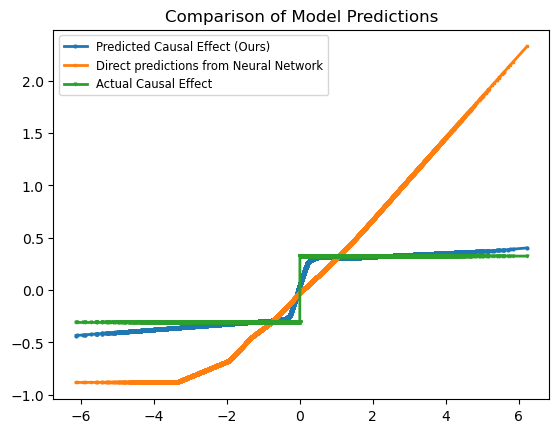 Comparison of Model Predictions
Predicted Causal Effect (Ours)
Direct predictions from Neural Network
Actual Causal Effect
2.0
1.5
1.0
0.5
0.0
−0.5
−1.0
−6 −4 −2 0 2 4 6